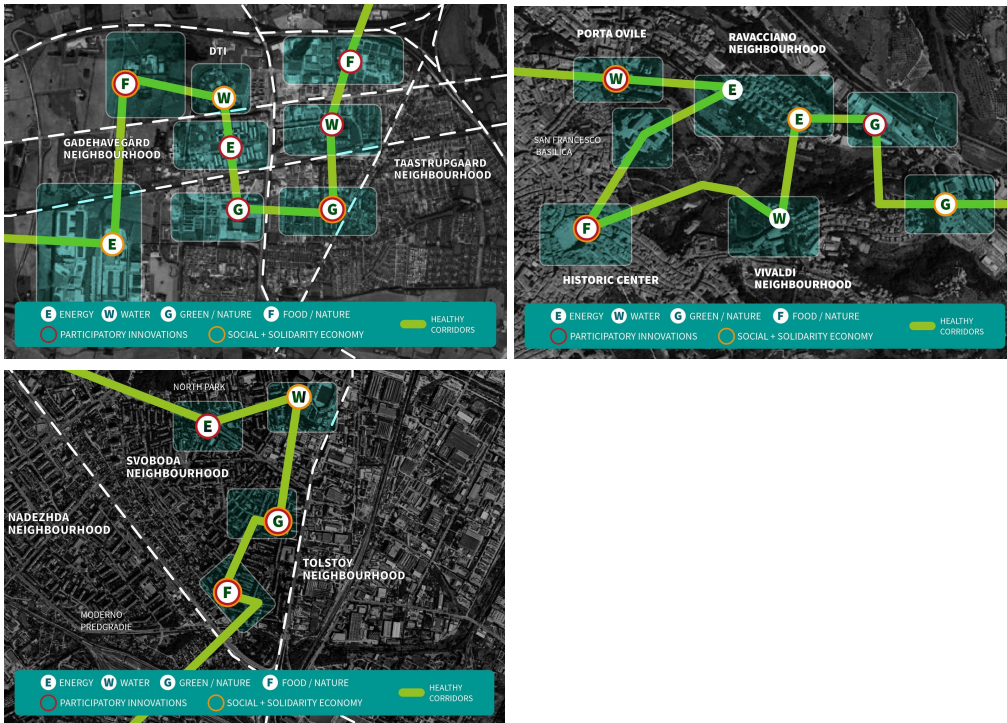 DTI
F
F
W
W
E
GADEHAVEGÅRD
NEIGHBOURHOOD
TAASTRUPGAARD
NEIGHBOURHOOD
G
G
E
E ENERGY W WATER G GREEN / NATURE F FOOD / NATURE
PARTICIPATORY INNOVATIONS SOCIAL + SOLIDARITY ECONOMY
HEALTHY
CORRIDORS
PORTA OVILE
RAVACCIANO
NEIGHBOURHOOD
W
E
E
G
SAN FRANCESCO
BASILICA
G
W
F
HISTORIC CENTER
VIVALDI
NEIGHBOURHOOD
E ENERGY W WATER G GREEN / NATURE F FOOD / NATURE
PARTICIPATORY INNOVATIONS SOCIAL + SOLIDARITY ECONOMY
HEALTHY
CORRIDORS
NORTH PARK
W
E
SVOBODA
NEIGHBOURHOOD
NADEZHDA
NEIGHBOURHOOD
G
TOLSTOY
NEIGHBOURHOOD
F
MODERNO
PREDGRADIE
E ENERGY W WATER G GREEN / NATURE F FOOD / NATURE
PARTICIPATORY INNOVATIONS SOCIAL + SOLIDARITY ECONOMY
HEALTHY
CORRIDORS